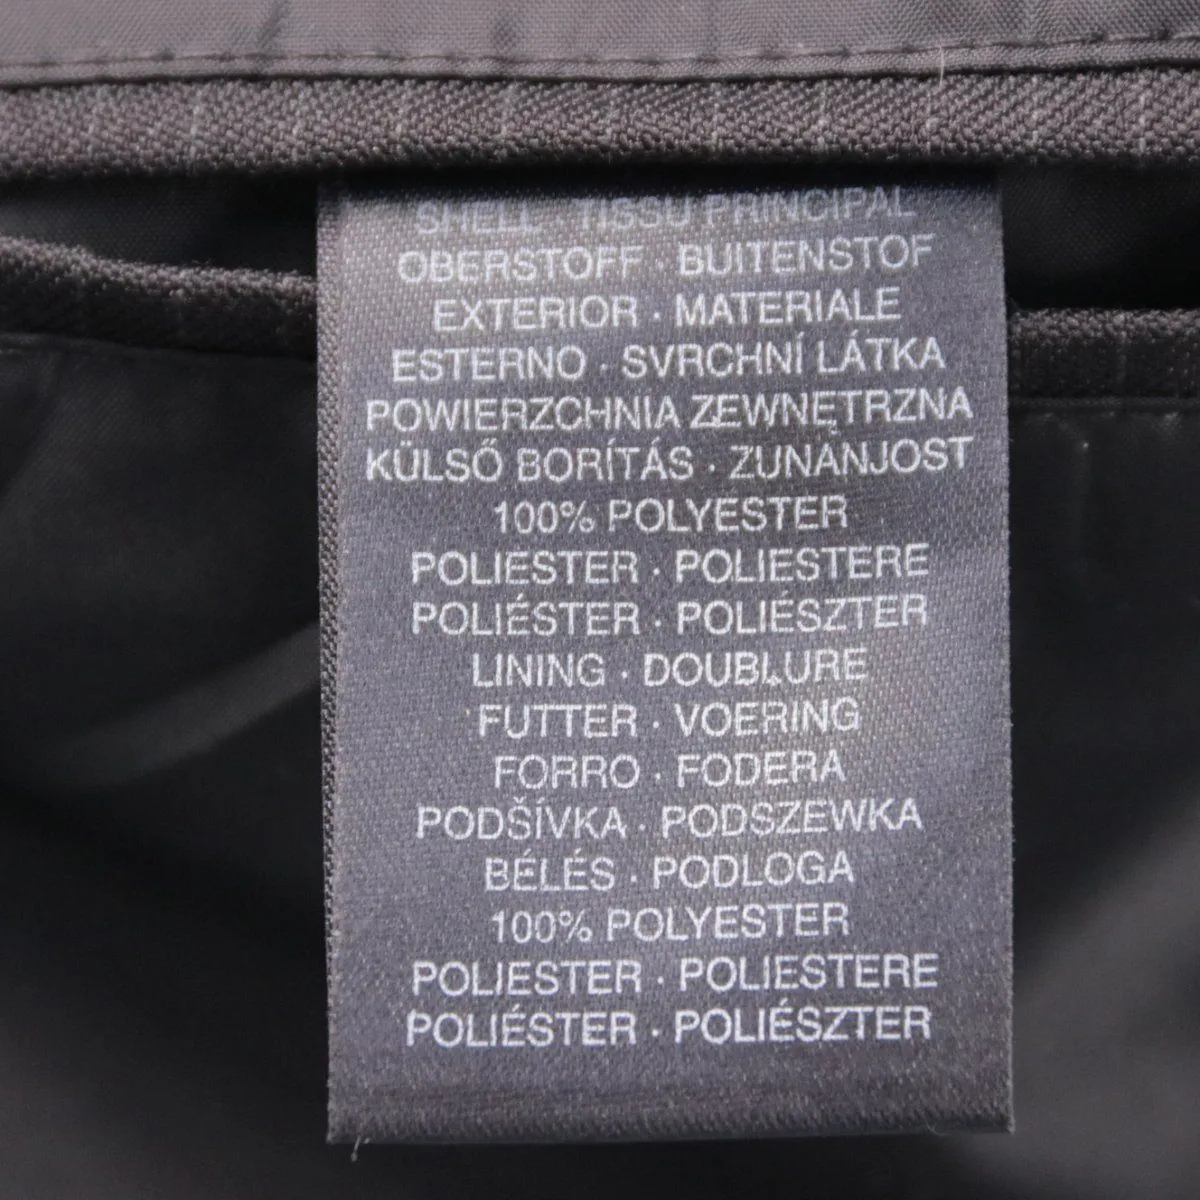 SHELL · TISSU PRINCIPAL
OBERSTOFF · BUITENSTOF
EXTERIOR · MATERIALE
ESTERNO · SVRCHNÍ LÁTKA
POWIERZCHNIA ZEWNĘTRZNA
KÜLSŐ BORÍTÁS · ZUNANJOST
100% POLYESTER
POLIESTER · POLIESTERE
POLIÉSTER · POLIÉSZTER
LINING · DOUBLURE
FUTTER · VOERING
FORRO · FODERA
PODŠÍVKA · PODSZEWKA
BÉLÉS · PODLOGA
100% POLYESTER
POLIESTER · POLIESTERE
POLIÉSTER · POLIÉSZTER